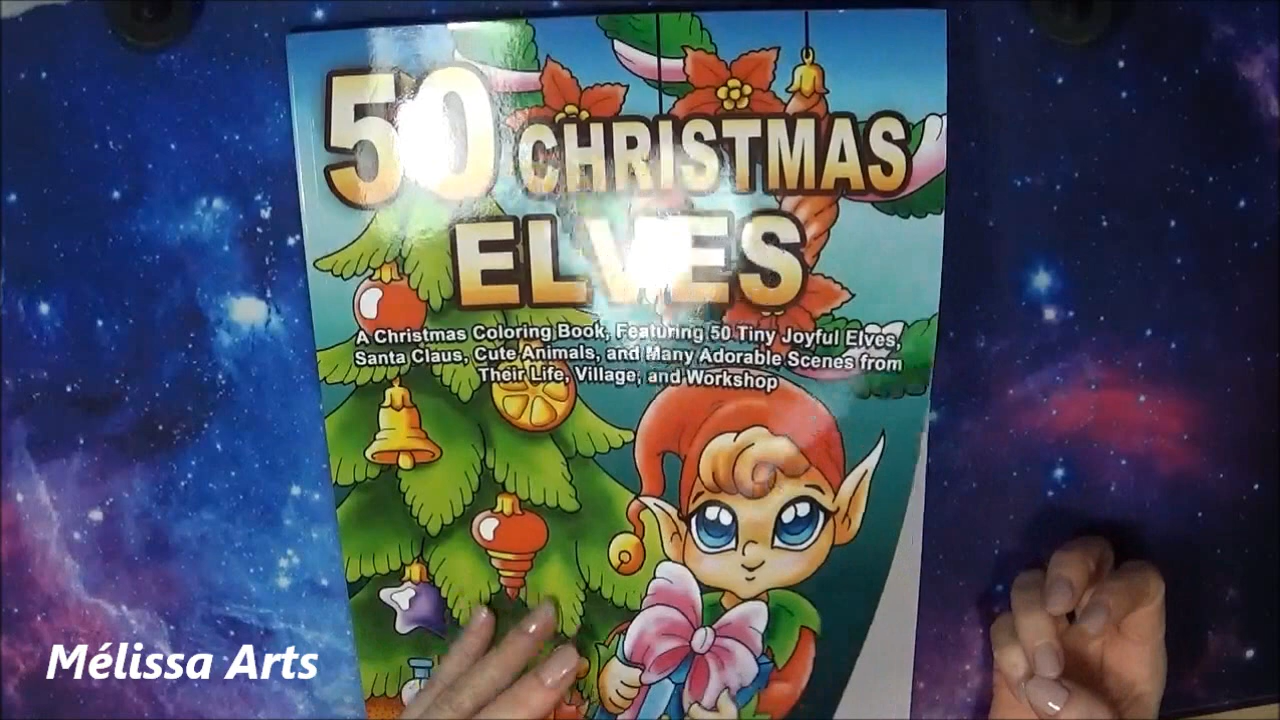 50 CHRISTMAS
ELVES
A Christmas Coloring Book, Featuring 50 Tiny Joyful Elves,
Santa Claus, Cute Animals, and Many Adorable Scenes from
Their Life, Village, and Workshop
Mélissa Arts